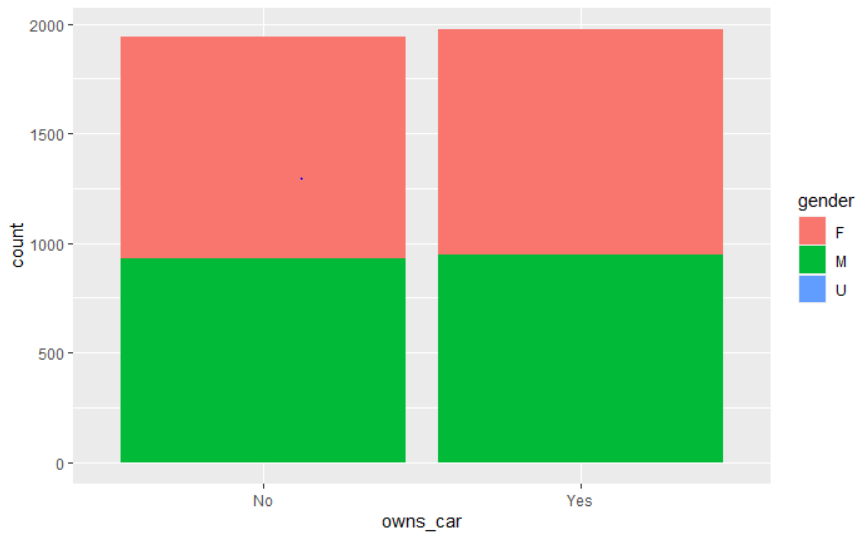 2000
1500
1000
500
0
count
No
Yes
owns_car
gender
F
M
U